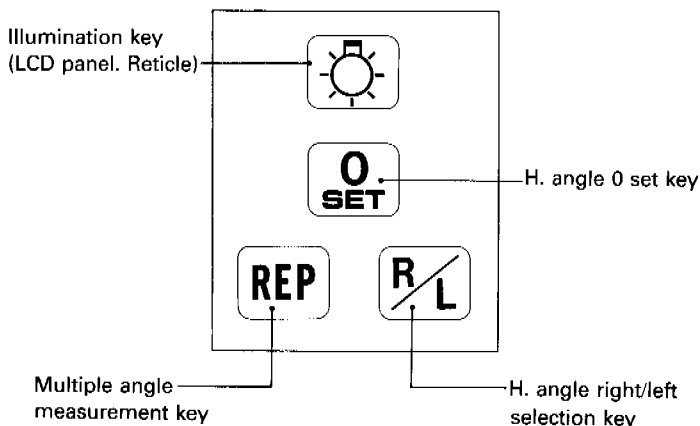 Illumination key
(LCD panel. Reticle)
0
SET
H. angle 0 set key
REP
R/L
Multiple angle
measurement key
H. angle right/left
selection key